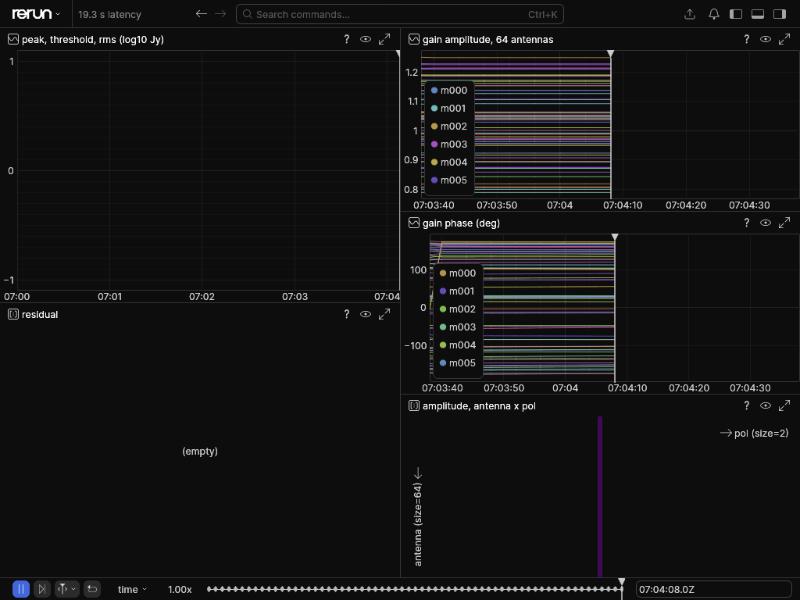 rerun
19.3 s latency
Search commands...
Ctrl+K
peak, threshold, rms (log10 Jy)
?
1
0
−1
07:00
07:01
07:02
07:03
07:04
residual
?
(empty)
gain amplitude, 64 antennas
?
1.2
1.1
1
0.9
0.8
m000
m001
m002
m003
m004
m005
07:03:40
07:03:50
07:04
07:04:10
07:04:20
07:04:30
gain phase (deg)
?
100
0
−100
m000
m001
m002
m003
m004
m005
07:03:40
07:03:50
07:04
07:04:10
07:04:20
07:04:30
amplitude, antenna x pol
?
→ pol (size=2)
antenna (size=64) →
time
1.00x
07:04:08.0Z